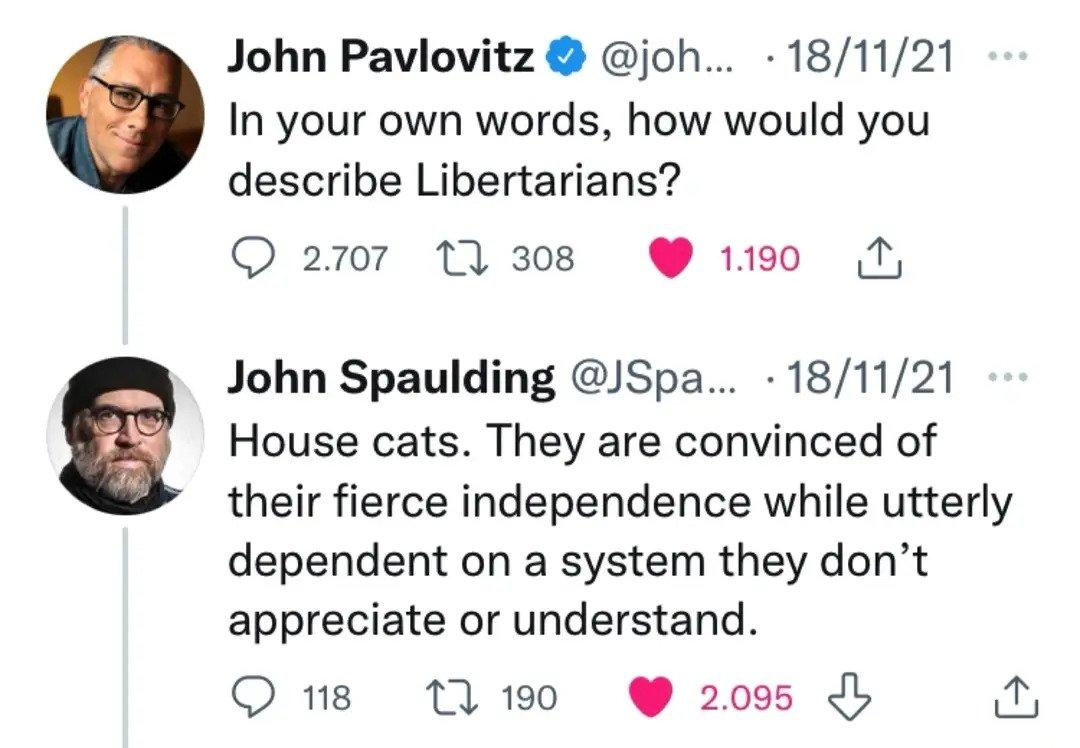 John Pavlovitz @joh... · 18/11/21
In your own words, how would you
describe Libertarians?
2.707 308 1.190
John Spaulding @JSpa... · 18/11/21
House cats. They are convinced of
their fierce independence while utterly
dependent on a system they don't
appreciate or understand.
118 190 2.095